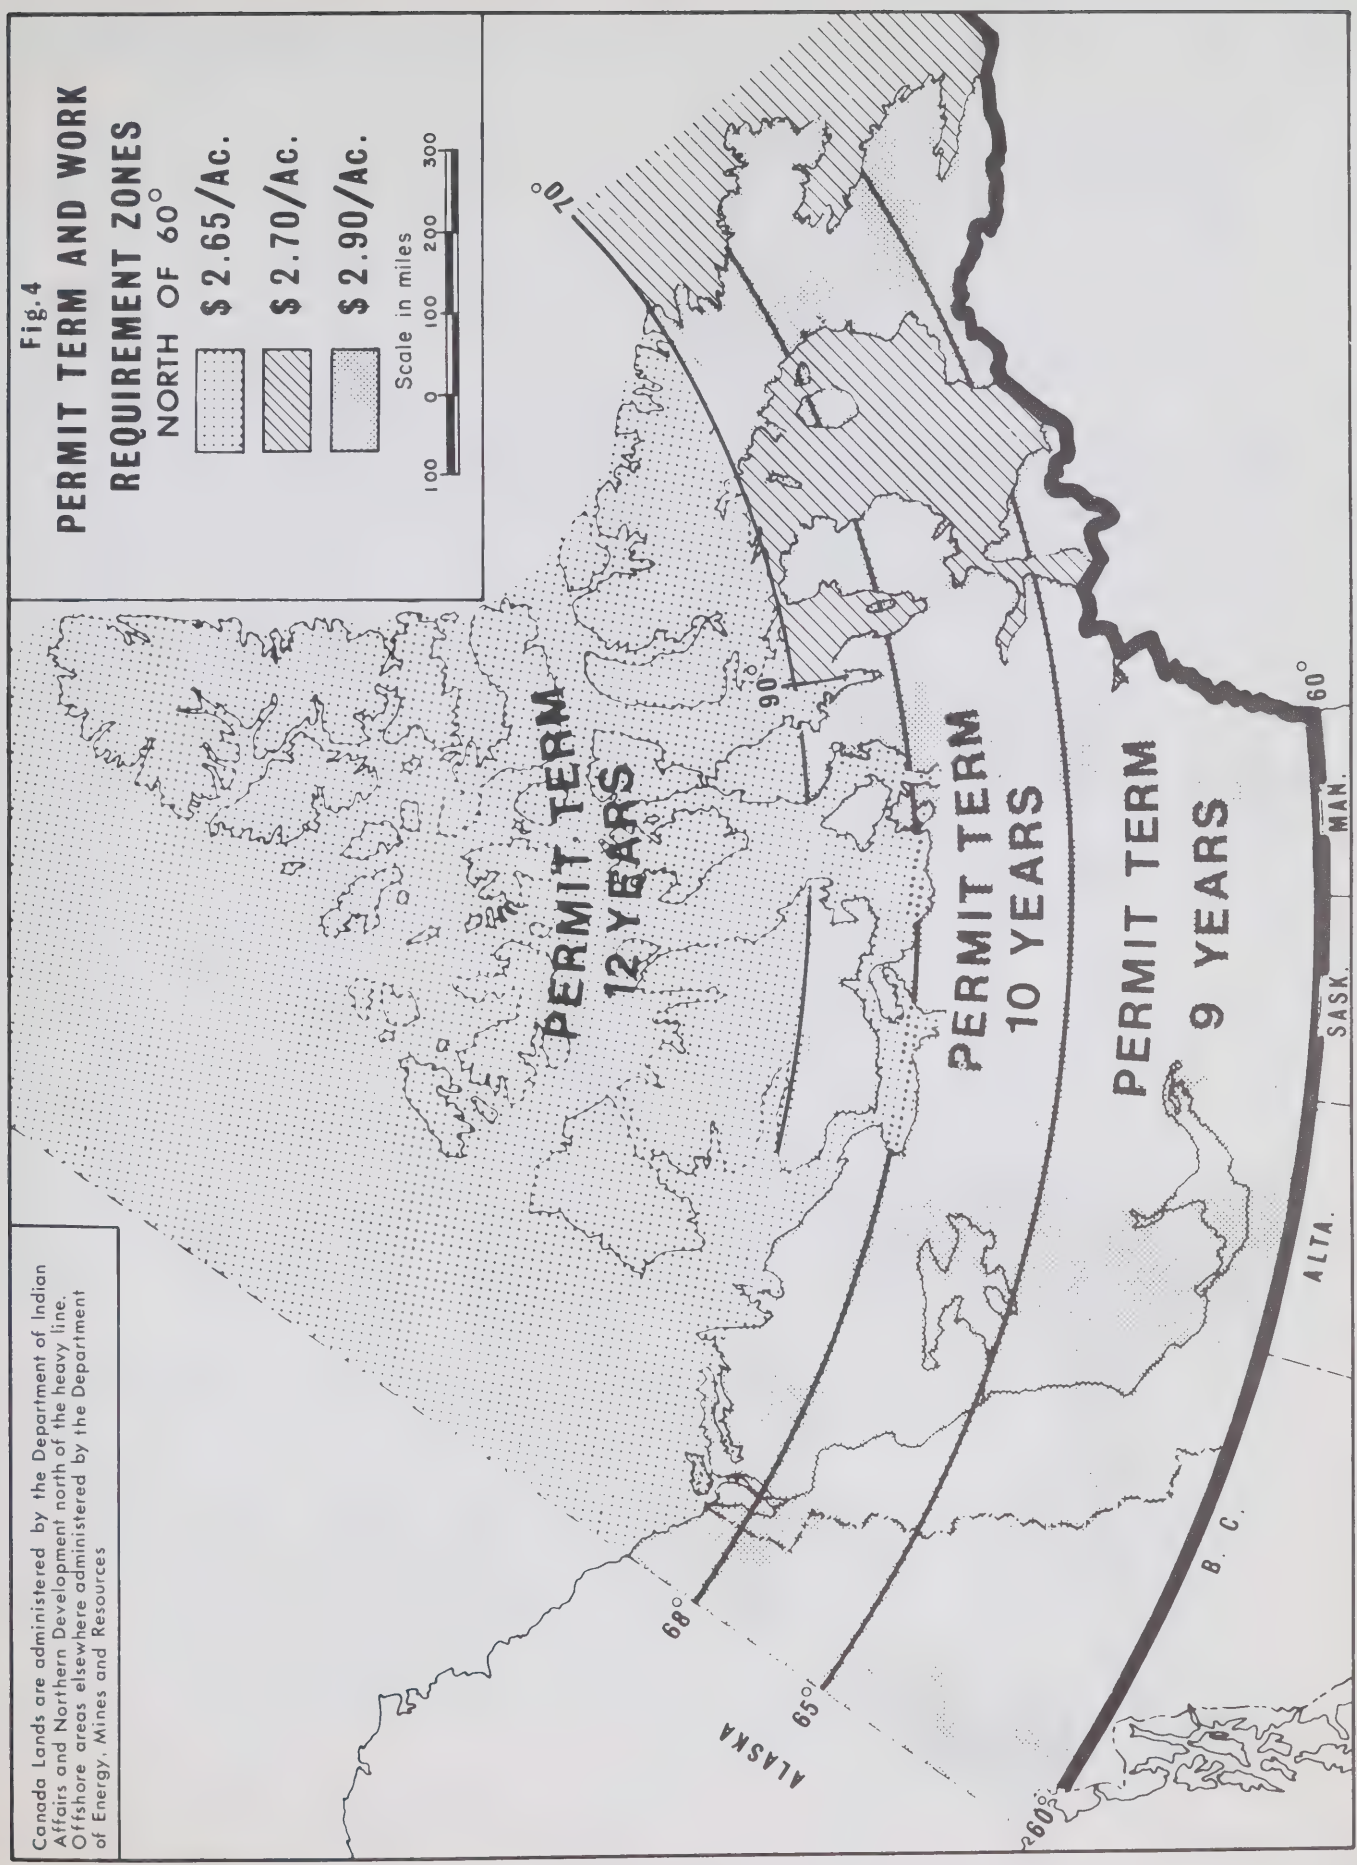 Canada Lands are administered by the Department of Indian
Affairs and Northern Development north of the heavy line.
Offshore areas elsewhere administered by the Department
of Energy, Mines and Resources
Fig.4
PERMIT TERM AND WORK
REQUIREMENT ZONES
NORTH OF 60°
$ 2.65/Ac.
$ 2.70/Ac.
$ 2.90/Ac.
Scale in miles
100 0 100 200 300
70°
PERMIT TERM
12 YEARS
90°
68°
PERMIT TERM
10 YEARS
65°
ALASKA
PERMIT TERM
9 YEARS
60°
60°
B. C.
ALTA.
SASK.
MAN.